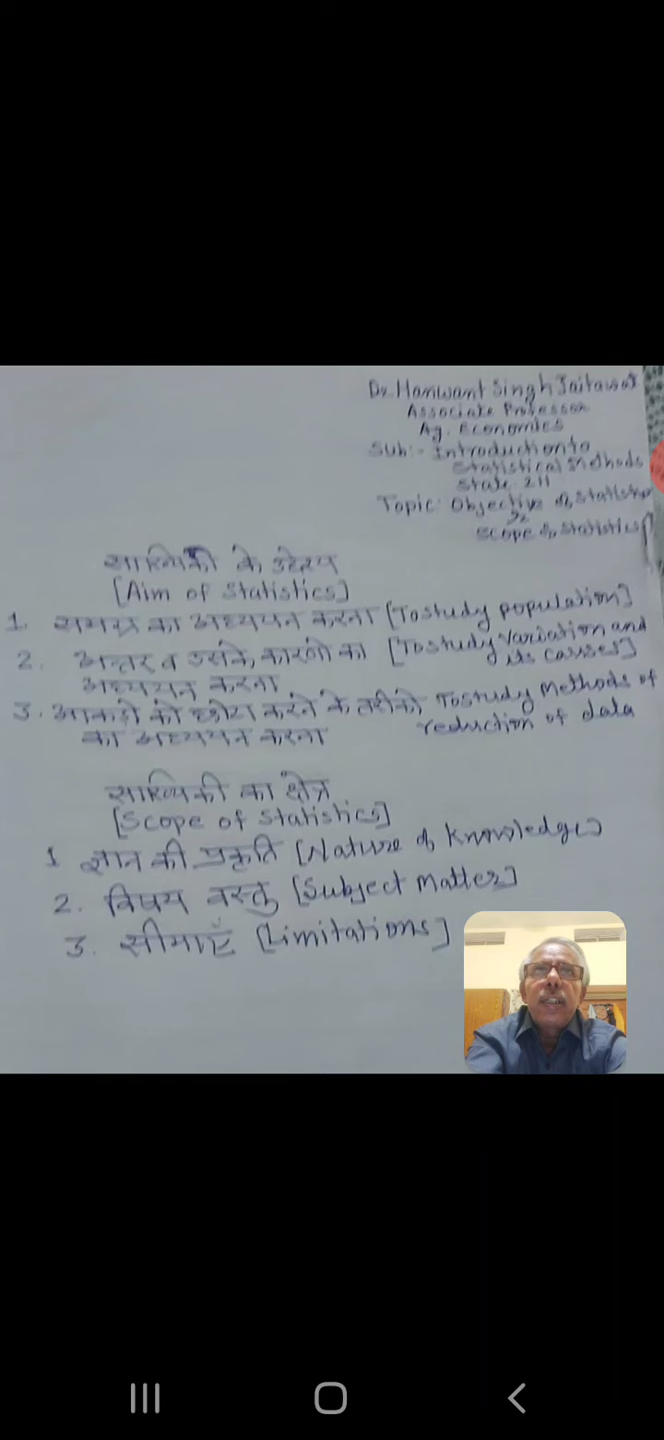 Dr. Hanwant Singh Jaitawat
Associate Professor
Ag. Economics
Sub:- Introduction to
Statistical Methods
Stat. 211
Topic: Objective of Statistics
&
Scope of Statistics
साख्यिकी के उदेश्य
[Aim of Statistics]
1. समग्र का अध्ययन करना [To study population]
2. अन्तर व उसके कारणो का [To study variation and
its causes]
अध्ययन करना
3. आकडो को छोटा करने के तरीको To study Methods of
का अध्ययन करना reduction of data
साख्यिकी का क्षेत्र
[Scope of Statistics]
1 ज्ञान की प्रकृति [Nature of Knowledge]
2. विषय वस्तु [Subject Matter]
3. सीमाएँ [Limitations]